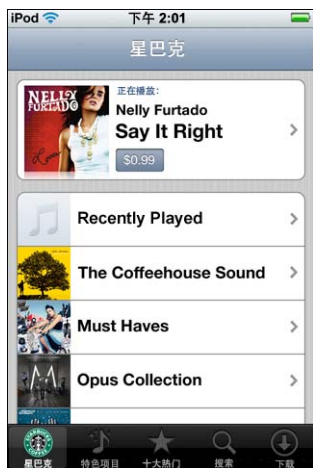 iPod 下午 2:01
星巴克
正在播放：
NELLY
FURTADO
Nelly Furtado
Say It Right
$0.99
Recently Played
The Coffeehouse Sound
Must Haves
Opus Collection
星巴克 特色项目 十大热门 搜索 下载